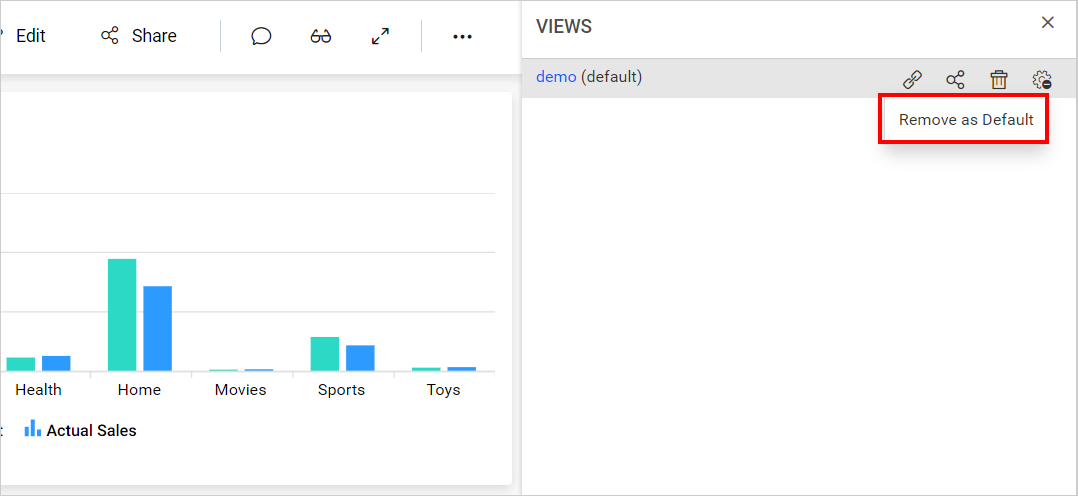 Edit
Share
VIEWS
demo (default)
Remove as Default
Health
Home
Movies
Sports
Toys
Actual Sales